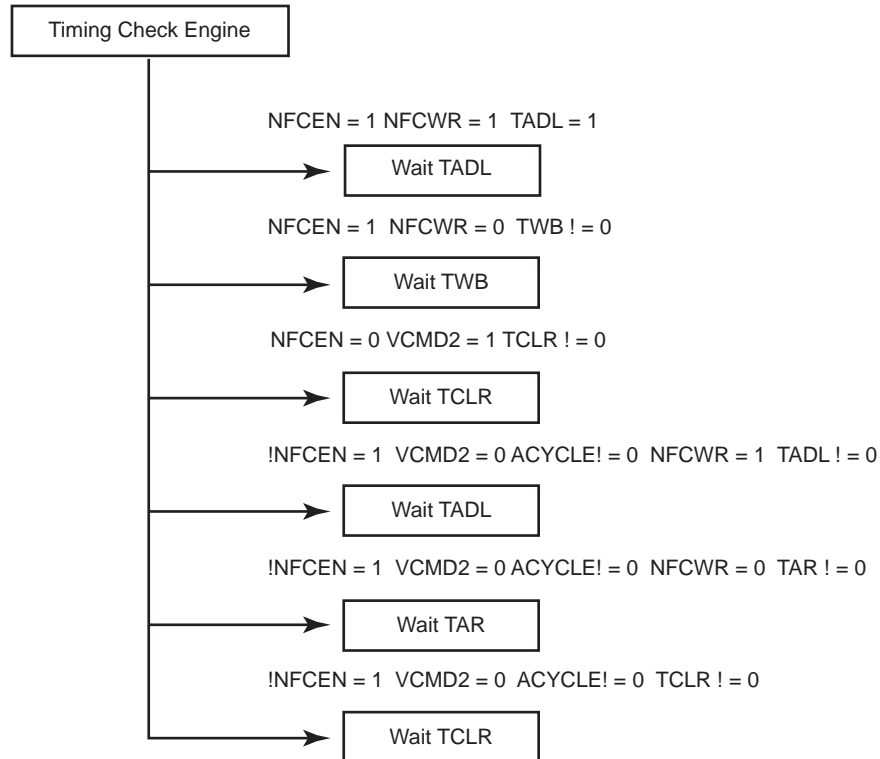 Timing Check Engine
NFCEN = 1 NFCWR = 1 TADL = 1
Wait TADL
NFCEN = 1 NFCWR = 0 TWB ! = 0
Wait TWB
NFCEN = 0 VCMD2 = 1 TCLR ! = 0
Wait TCLR
!NFCEN = 1 VCMD2 = 0 ACYCLE! = 0 NFCWR = 1 TADL ! = 0
Wait TADL
!NFCEN = 1 VCMD2 = 0 ACYCLE! = 0 NFCWR = 0 TAR ! = 0
Wait TAR
!NFCEN = 1 VCMD2 = 0 ACYCLE! = 0 TCLR ! = 0
Wait TCLR